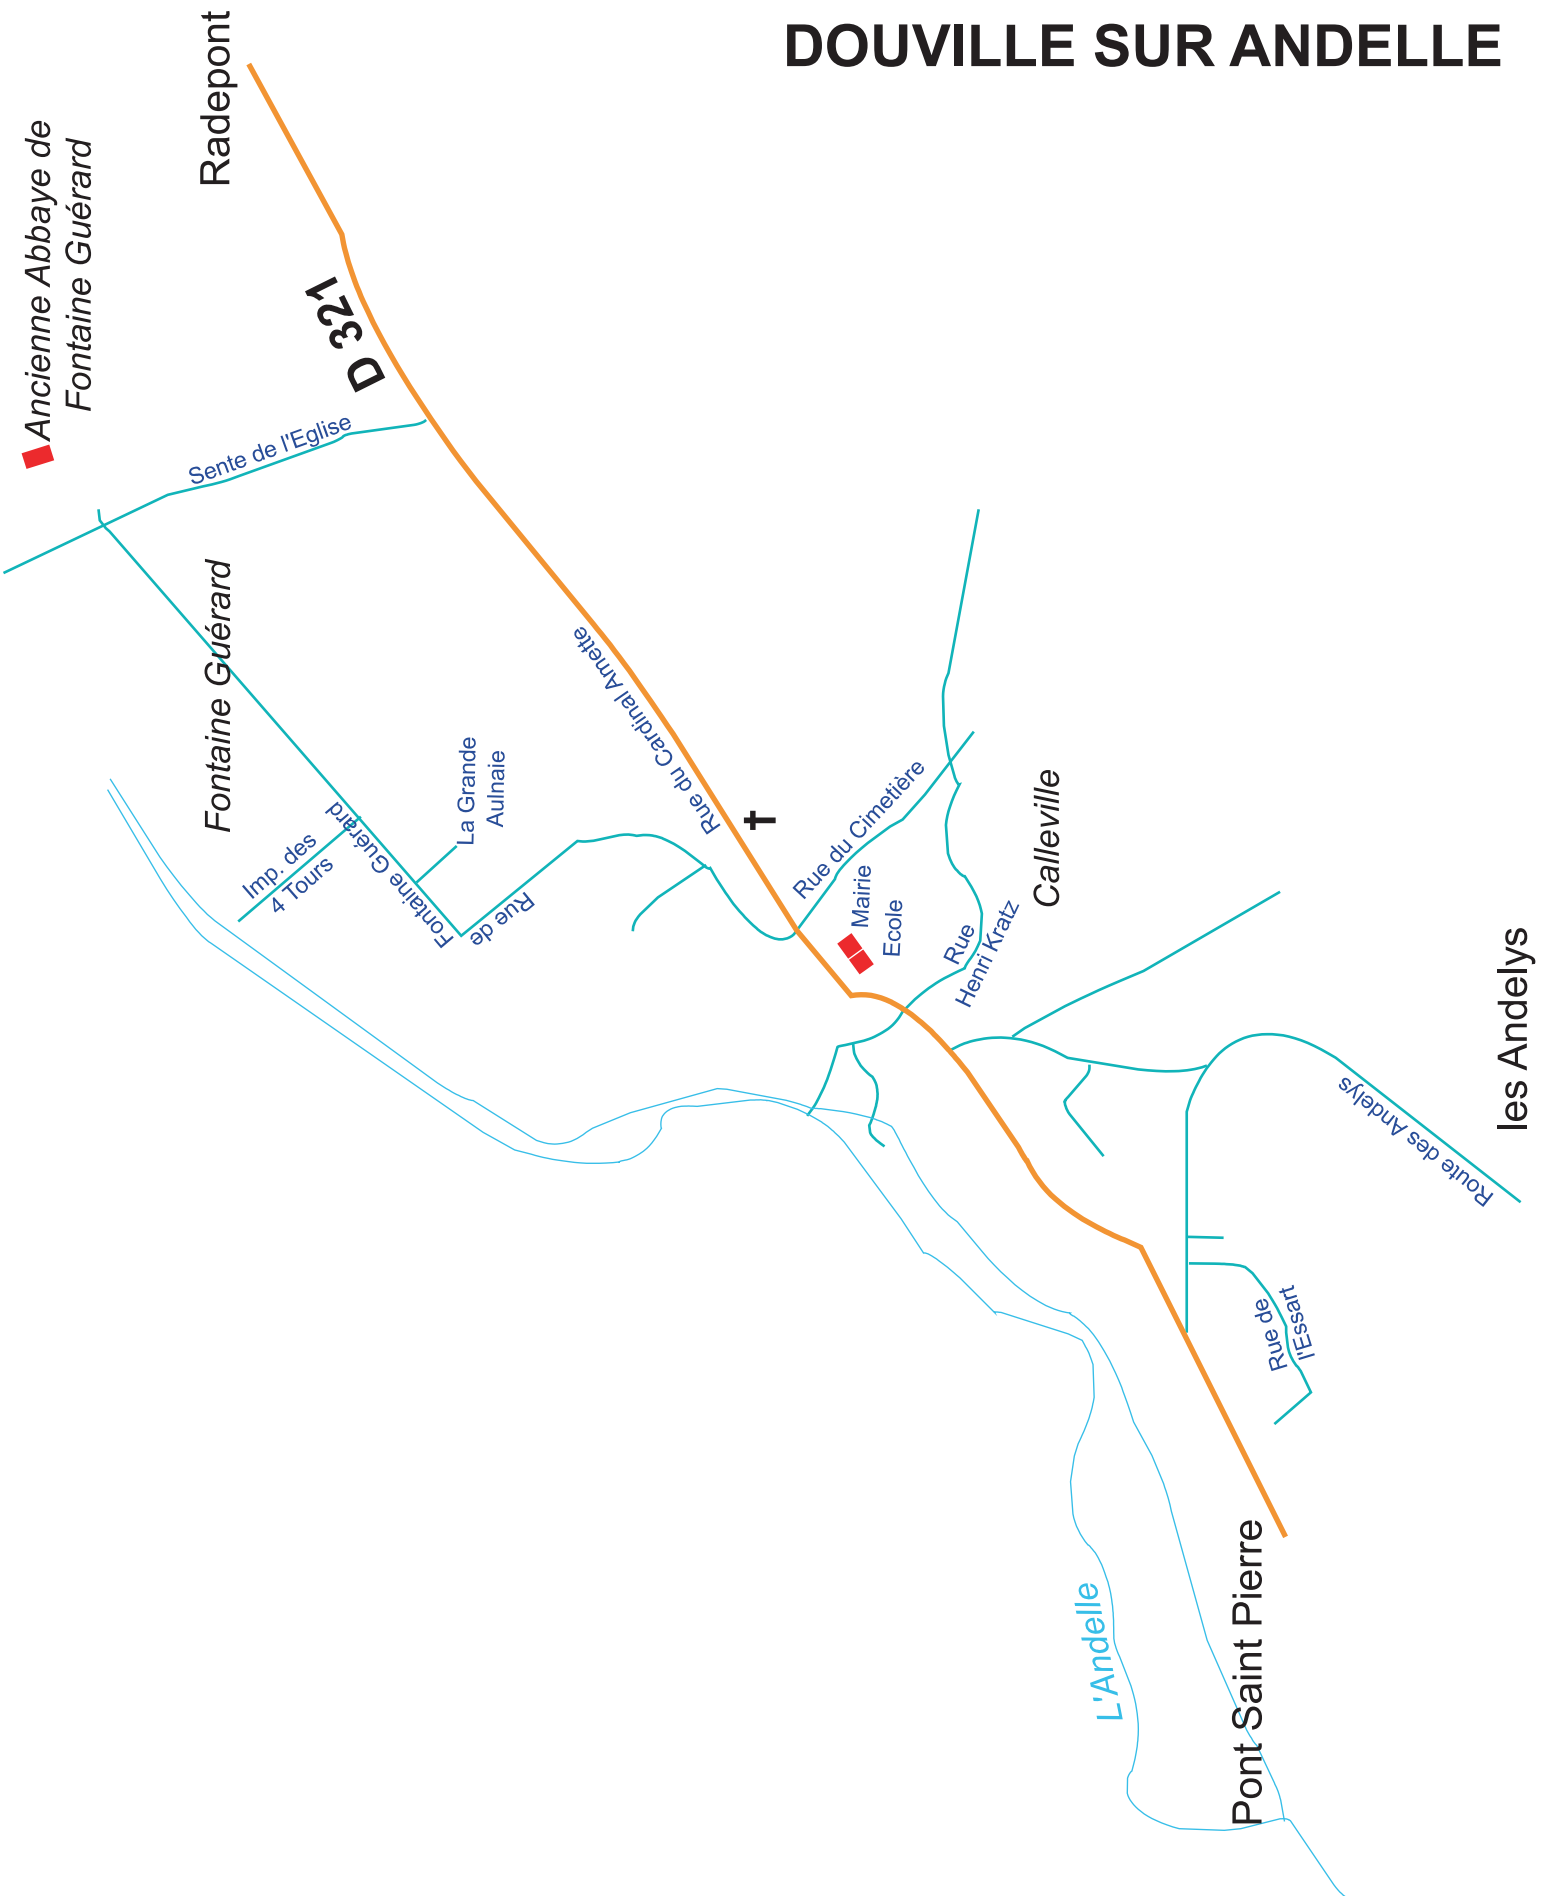 DOUVILLE SUR ANDELLE
Radepont
Ancienne Abbaye de
Fontaine Guérard
D 321
Sente de l'Eglise
Fontaine Guérard
Rue du Cardinal Amette
La Grande
Aulnaie
Imp. des
4 Tours
Rue de
Fontaine Guérard
Rue du Cimetière
Mairie
Ecole
Calleville
Rue
Henri Kratz
les Andelys
Route des Andelys
Rue de
l'Essart
L'Andelle
Pont Saint Pierre